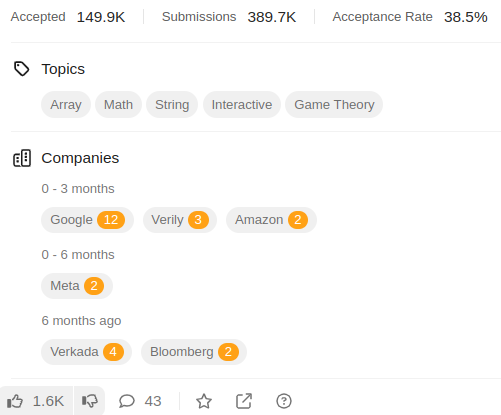 Accepted 149.9K Submissions 389.7K Acceptance Rate 38.5%
Topics
Array Math String Interactive Game Theory
Companies
0 - 3 months
Google 12 Verily 3 Amazon 2
0 - 6 months
Meta 2
6 months ago
Verkada 4 Bloomberg 2
1.6K 43